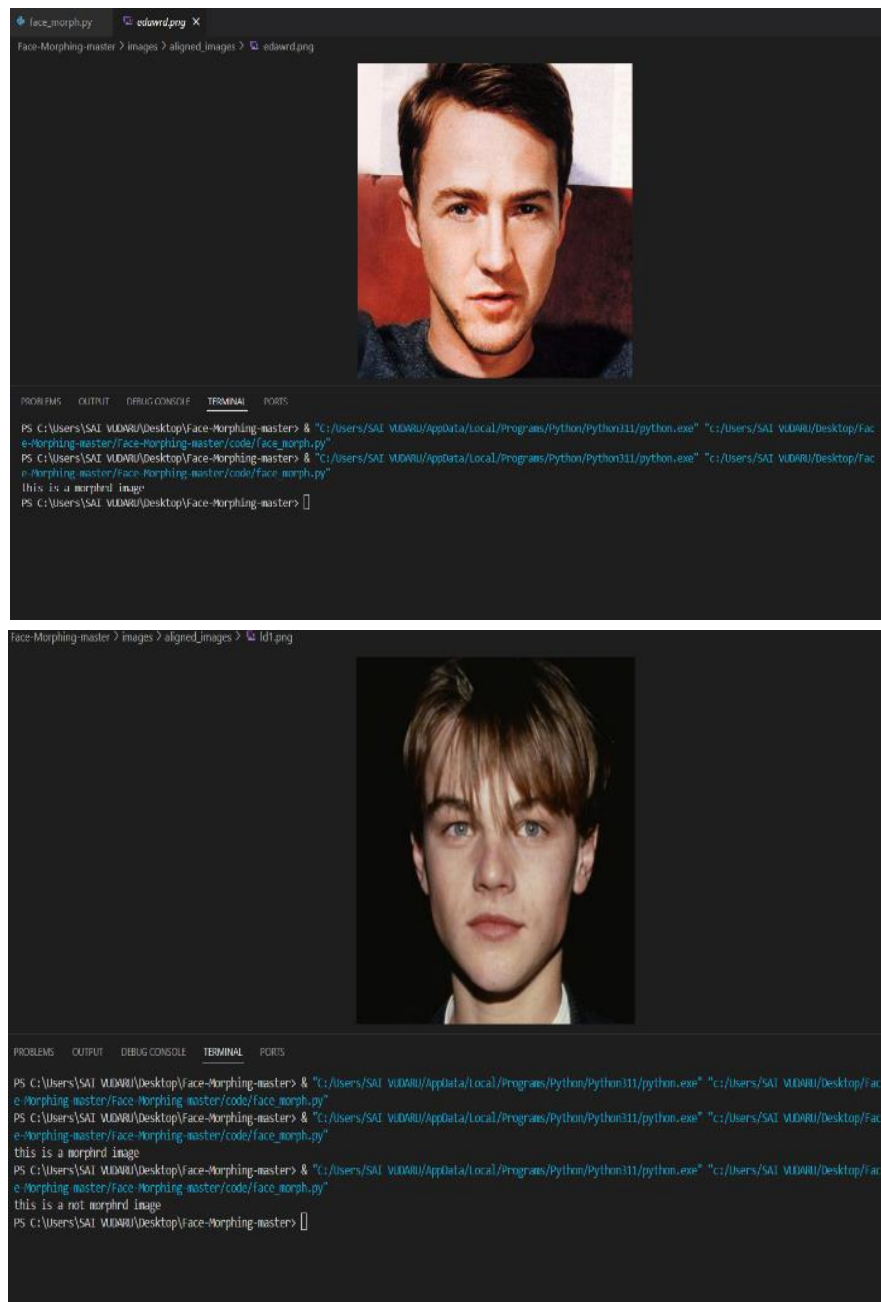 face_morph.py edawrd.png X
Face-Morphing-master > images > aligned_images > edawrd.png
PROBLEMS OUTPUT DEBUG CONSOLE TERMINAL PORTS
PS C:\Users\SAI VUDARU\Desktop\Face-Morphing-master> & "C:/Users/SAI VUDARU/AppData/Local/Programs/Python/Python311/python.exe" "c:/Users/SAI VUDARU/Desktop/Fac
e-Morphing-master/Face-Morphing-master/code/face_morph.py"
PS C:\Users\SAI VUDARU\Desktop\Face-Morphing-master> & "C:/Users/SAI VUDARU/AppData/Local/Programs/Python/Python311/python.exe" "c:/Users/SAI VUDARU/Desktop/Fac
e-Morphing-master/Face-Morphing-master/code/face_morph.py"
this is a morphrd image
PS C:\Users\SAI VUDARU\Desktop\Face-Morphing-master>
Face-Morphing-master > images > aligned_images > ld1.png
PROBLEMS OUTPUT DEBUG CONSOLE TERMINAL PORTS
PS C:\Users\SAI VUDARU\Desktop\Face-Morphing-master> & "C:/Users/SAI VUDARU/AppData/Local/Programs/Python/Python311/python.exe" "c:/Users/SAI VUDARU/Desktop/Fac
e-Morphing-master/Face-Morphing-master/code/face_morph.py"
PS C:\Users\SAI VUDARU\Desktop\Face-Morphing-master> & "C:/Users/SAI VUDARU/AppData/Local/Programs/Python/Python311/python.exe" "c:/Users/SAI VUDARU/Desktop/Fac
e-Morphing-master/Face-Morphing-master/code/face_morph.py"
this is a morphrd image
PS C:\Users\SAI VUDARU\Desktop\Face-Morphing-master> & "C:/Users/SAI VUDARU/AppData/Local/Programs/Python/Python311/python.exe" "c:/Users/SAI VUDARU/Desktop/Fac
e-Morphing-master/Face-Morphing-master/code/face_morph.py"
this is a not morphrd image
PS C:\Users\SAI VUDARU\Desktop\Face-Morphing-master>